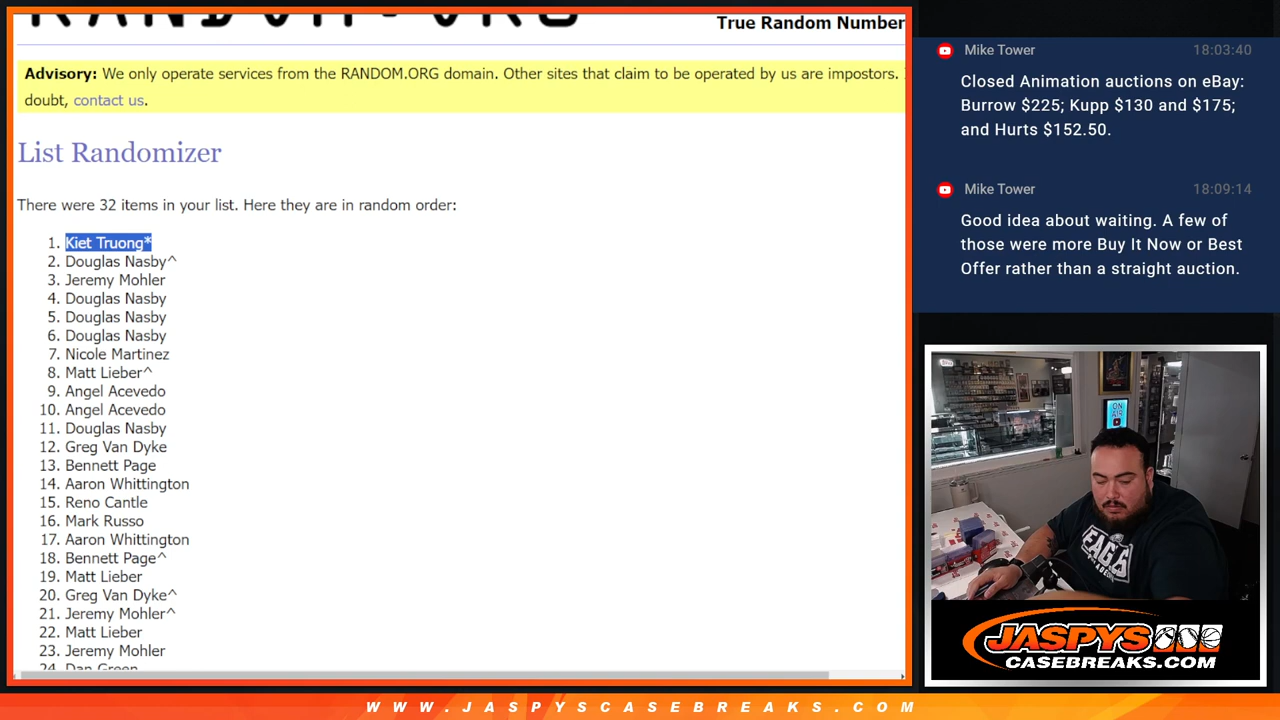 RANDOM.ORG
True Random Number
Advisory: We only operate services from the RANDOM.ORG domain. Other sites that claim to be operated by us are impostors.
doubt, contact us.
List Randomizer
There were 32 items in your list. Here they are in random order:
1. Kiet Truong*
2. Douglas Nasby^
3. Jeremy Mohler
4. Douglas Nasby
5. Douglas Nasby
6. Douglas Nasby
7. Nicole Martinez
8. Matt Lieber^
9. Angel Acevedo
10. Angel Acevedo
11. Douglas Nasby
12. Greg Van Dyke
13. Bennett Page
14. Aaron Whittington
15. Reno Cantle
16. Mark Russo
17. Aaron Whittington
18. Bennett Page^
19. Matt Lieber
20. Greg Van Dyke^
21. Jeremy Mohler^
22. Matt Lieber
23. Jeremy Mohler
24. Dan Green
Mike Tower 18:03:40
Closed Animation auctions on eBay:
Burrow $225; Kupp $130 and $175;
and Hurts $152.50.
Mike Tower 18:09:14
Good idea about waiting. A few of
those were more Buy It Now or Best
Offer rather than a straight auction.
ON
AIR
EAGLES
JASPYS
CASEBREAKS.COM
WWW.JASPYSCASEBREAKS.COM